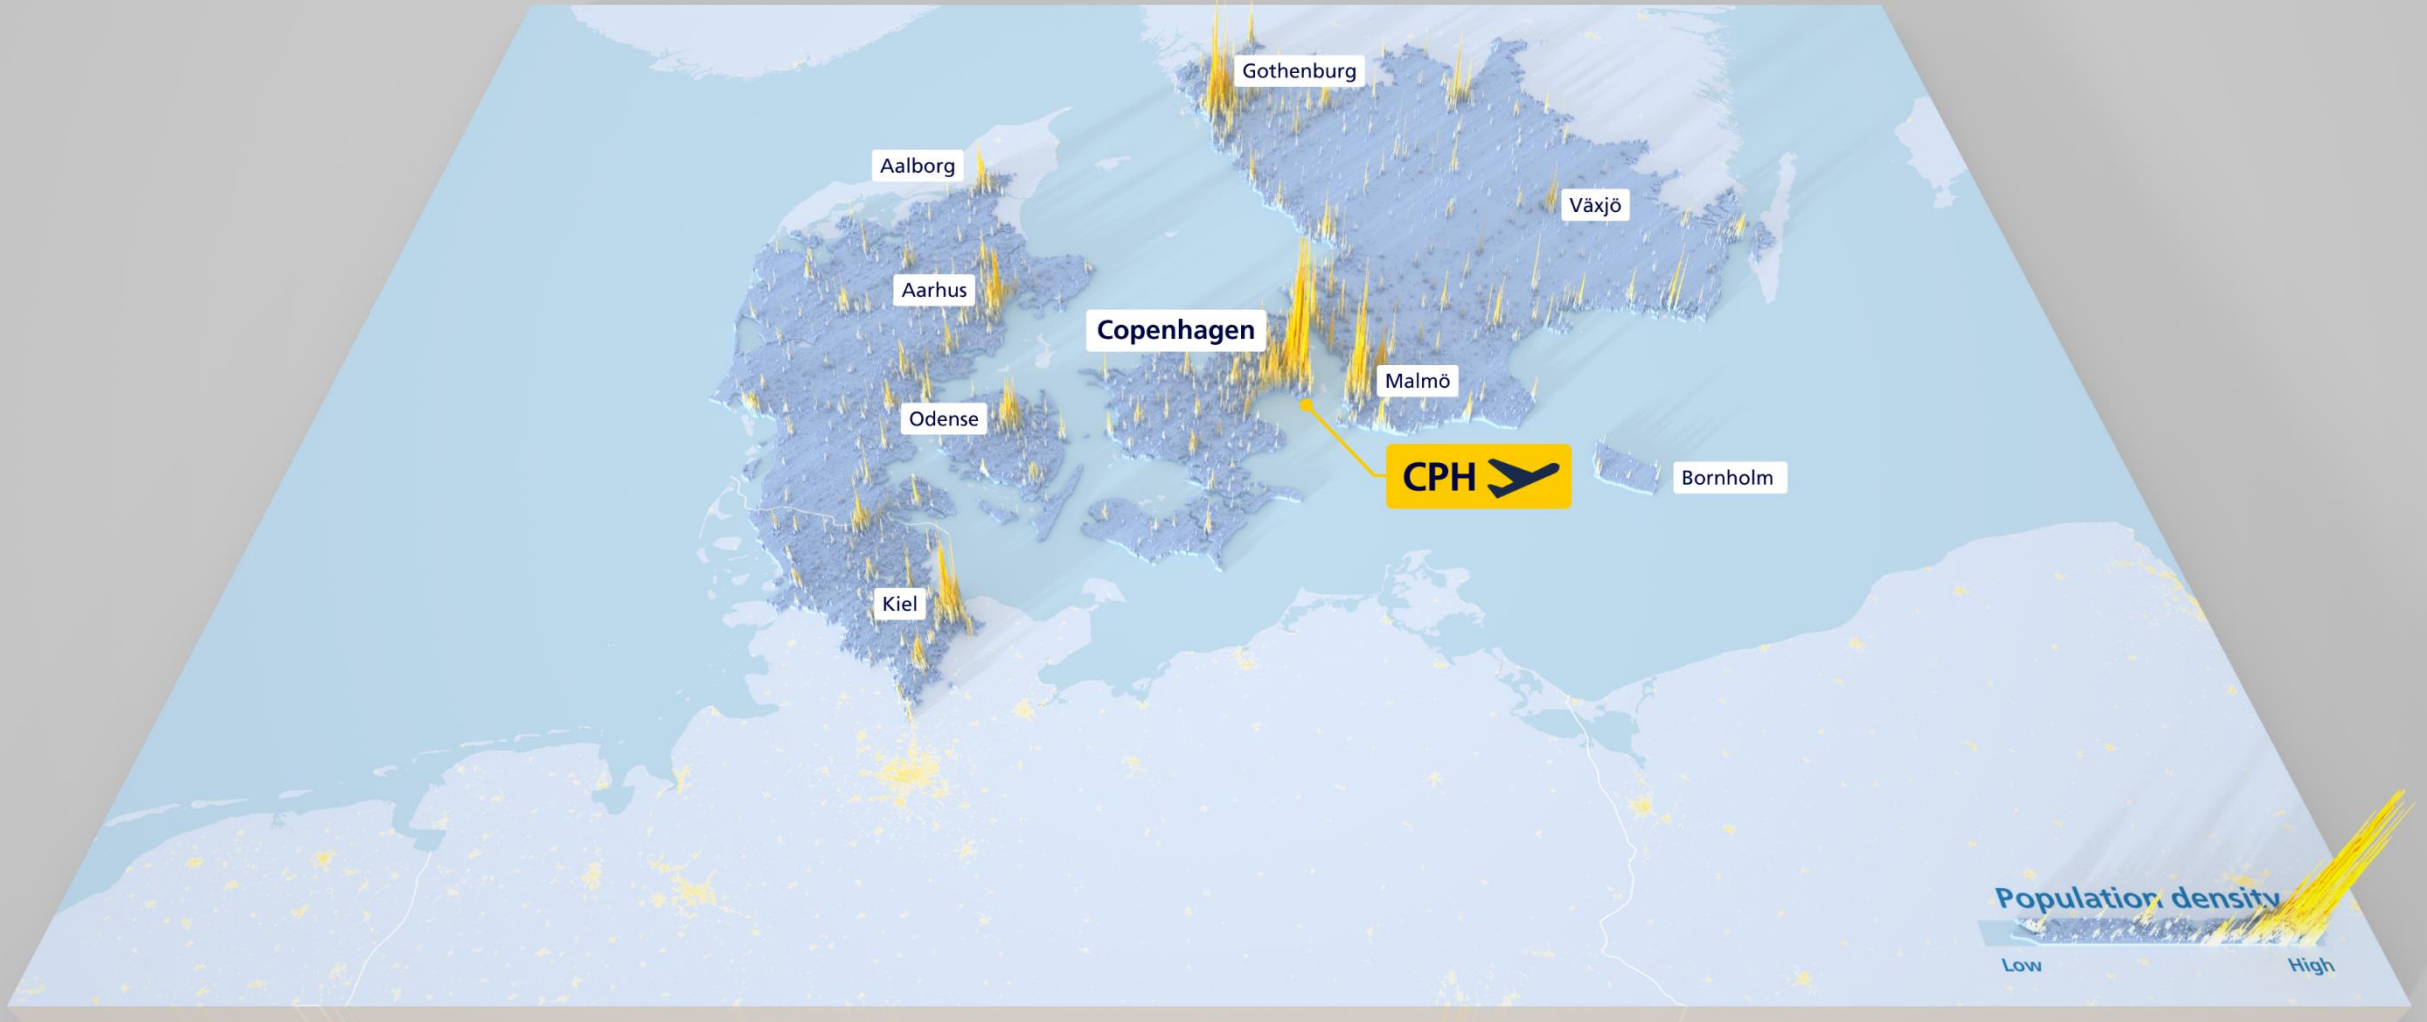 Gothenburg
Aalborg
Växjö
Aarhus
Copenhagen
Malmö
Odense
CPH
Bornholm
Kiel
Population density
Low
High